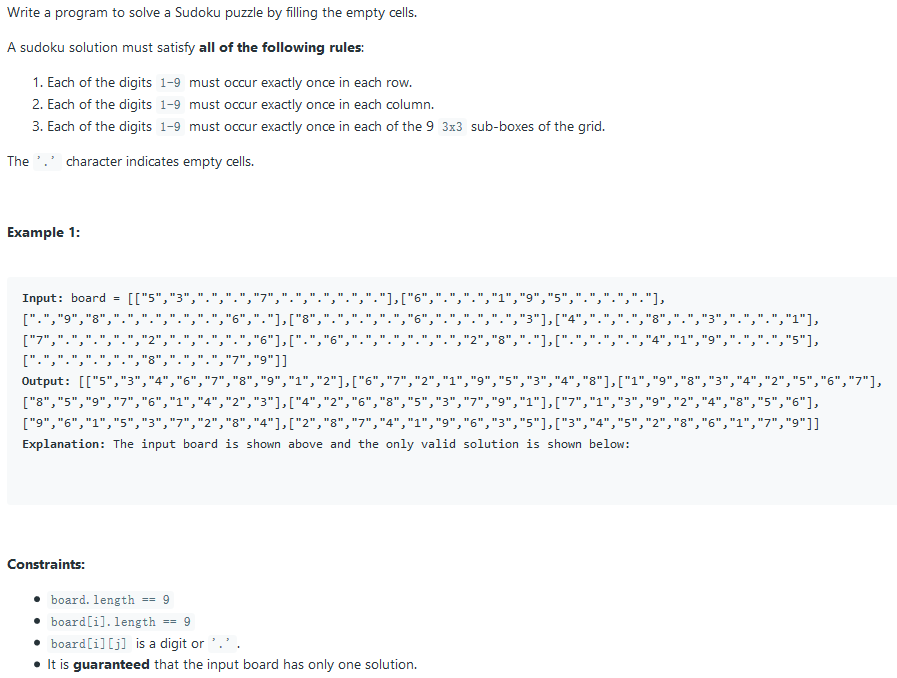 Write a program to solve a Sudoku puzzle by filling the empty cells.
A sudoku solution must satisfy all of the following rules:
1. Each of the digits 1-9 must occur exactly once in each row.
2. Each of the digits 1-9 must occur exactly once in each column.
3. Each of the digits 1-9 must occur exactly once in each of the 9 3x3 sub-boxes of the grid.
The '.' character indicates empty cells.
Example 1:
Input: board = [["5","3",".",".","7",".",".",".","."],["6",".",".","1","9","5",".",".","."],
[".","9","8",".",".",".",".","6","."],["8",".",".",".","6",".",".",".","3"],["4",".",".","8",".","3",".",".","1"],
["7",".",".",".","2",".",".",".","6"],[".","6",".",".",".",".","2","8","."],[".",".",".","4","1","9",".",".","5"],
[".",".",".",".","8",".",".","7","9"]]
Output: [["5","3","4","6","7","8","9","1","2"],["6","7","2","1","9","5","3","4","8"],["1","9","8","3","4","2","5","6","7"],
["8","5","9","7","6","1","4","2","3"],["4","2","6","8","5","3","7","9","1"],["7","1","3","9","2","4","8","5","6"],
["9","6","1","5","3","7","2","8","4"],["2","8","7","4","1","9","6","3","5"],["3","4","5","2","8","6","1","7","9"]]
Explanation: The input board is shown above and the only valid solution is shown below:
Constraints:
• board.length == 9
• board[i].length == 9
• board[i][j] is a digit or '.'.
• It is guaranteed that the input board has only one solution.